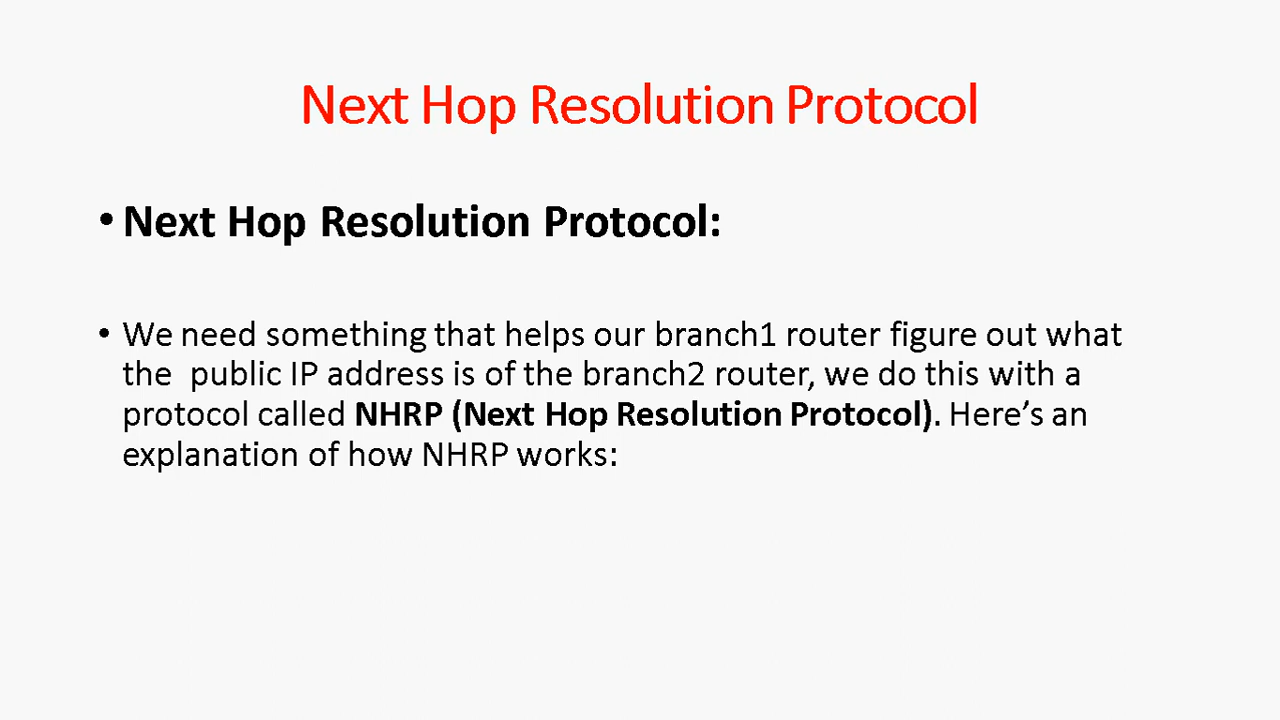 Next Hop Resolution Protocol
• Next Hop Resolution Protocol:
• We need something that helps our branch1 router figure out what
the  public IP address is of the branch2 router, we do this with a
protocol called NHRP (Next Hop Resolution Protocol). Here’s an
explanation of how NHRP works: